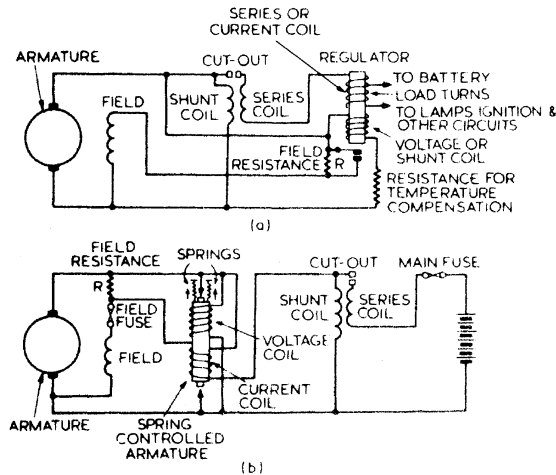 SERIES OR
CURRENT COIL
ARMATURE
CUT-OUT
REGULATOR
TO BATTERY
LOAD TURNS
TO LAMPS IGNITION &
OTHER CIRCUITS
FIELD
SHUNT
COIL
SERIES
COIL
VOLTAGE OR
SHUNT COIL
FIELD
RESISTANCE
R
RESISTANCE FOR
TEMPERATURE
COMPENSATION
(a)
FIELD
RESISTANCE
SPRINGS
CUT-OUT
MAIN FUSE
R
FIELD
FUSE
SHUNT
COIL
SERIES
COIL
VOLTAGE
COIL
FIELD
CURRENT
COIL
ARMATURE
SPRING
CONTROLLED
ARMATURE
(b)